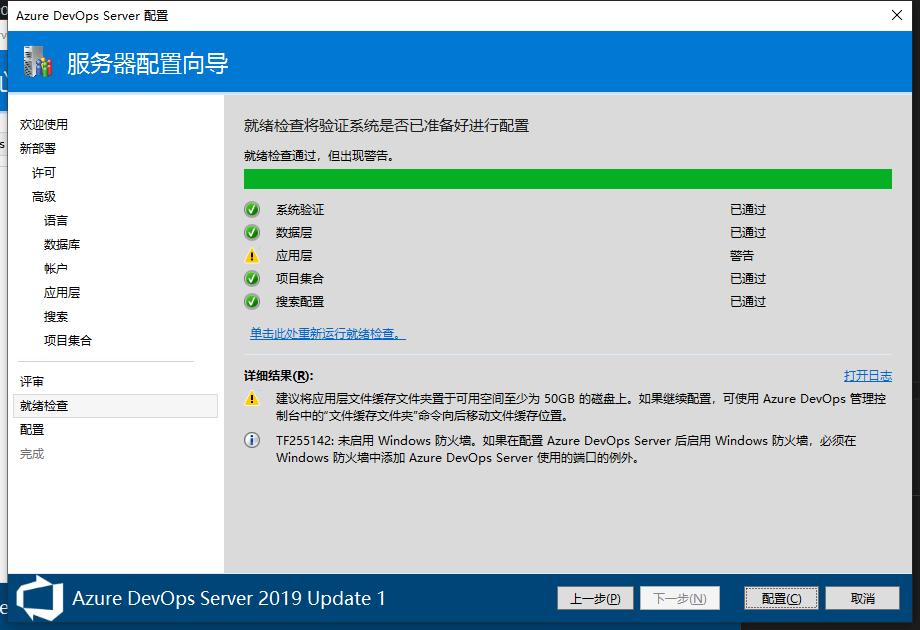 Azure DevOps Server 配置
服务器配置向导
欢迎使用
新部署
许可
高级
语言
数据库
帐户
应用层
搜索
项目集合
评审
就绪检查
配置
完成
就绪检查将验证系统是否已准备好进行配置
就绪检查通过，但出现警告。
系统验证 已通过
数据层 已通过
应用层 警告
项目集合 已通过
搜索配置 已通过
单击此处重新运行就绪检查。
详细结果(R): 打开日志
建议将应用层文件缓存文件夹置于可用空间至少为 50GB 的磁盘上。如果继续配置，可使用 Azure DevOps 管理控
制台中的“文件缓存文件夹”命令向后移动文件缓存位置。
TF255142: 未启用 Windows 防火墙。如果在配置 Azure DevOps Server 后启用 Windows 防火墙，必须在
Windows 防火墙中添加 Azure DevOps Server 使用的端口的例外。
Azure DevOps Server 2019 Update 1
上一步(P) 下一步(N) 配置(C) 取消